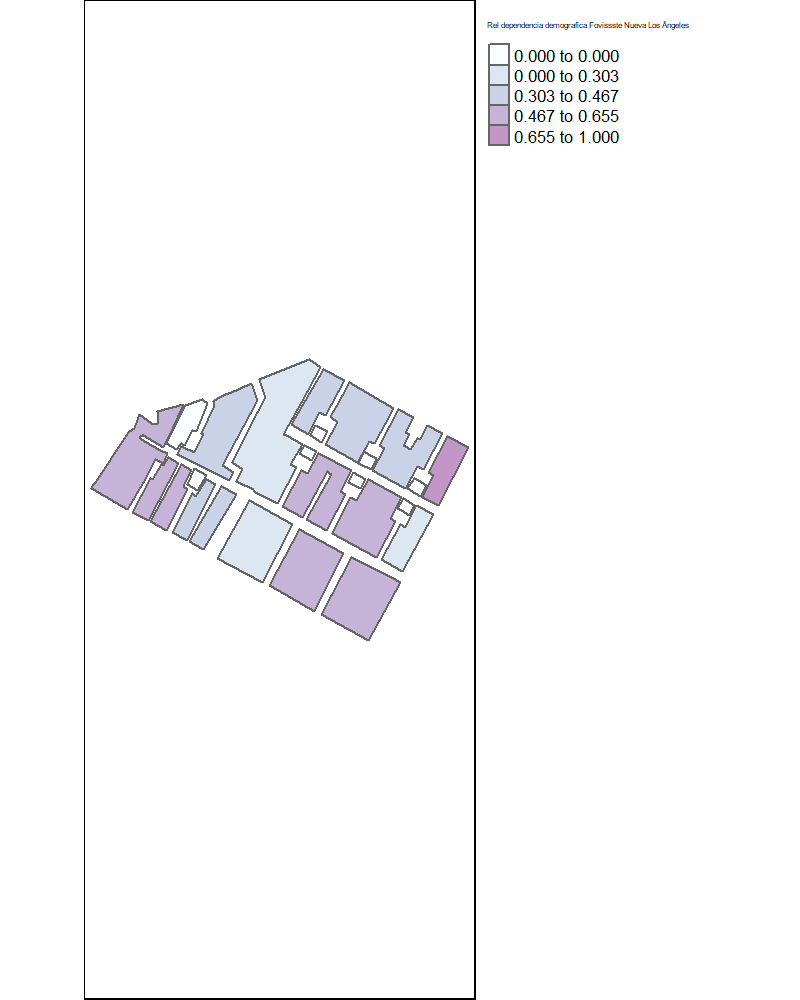 Rel dependencia demografica Fovissste Nueva Los Ángeles
0.000 to 0.000
0.000 to 0.303
0.303 to 0.467
0.467 to 0.655
0.655 to 1.000